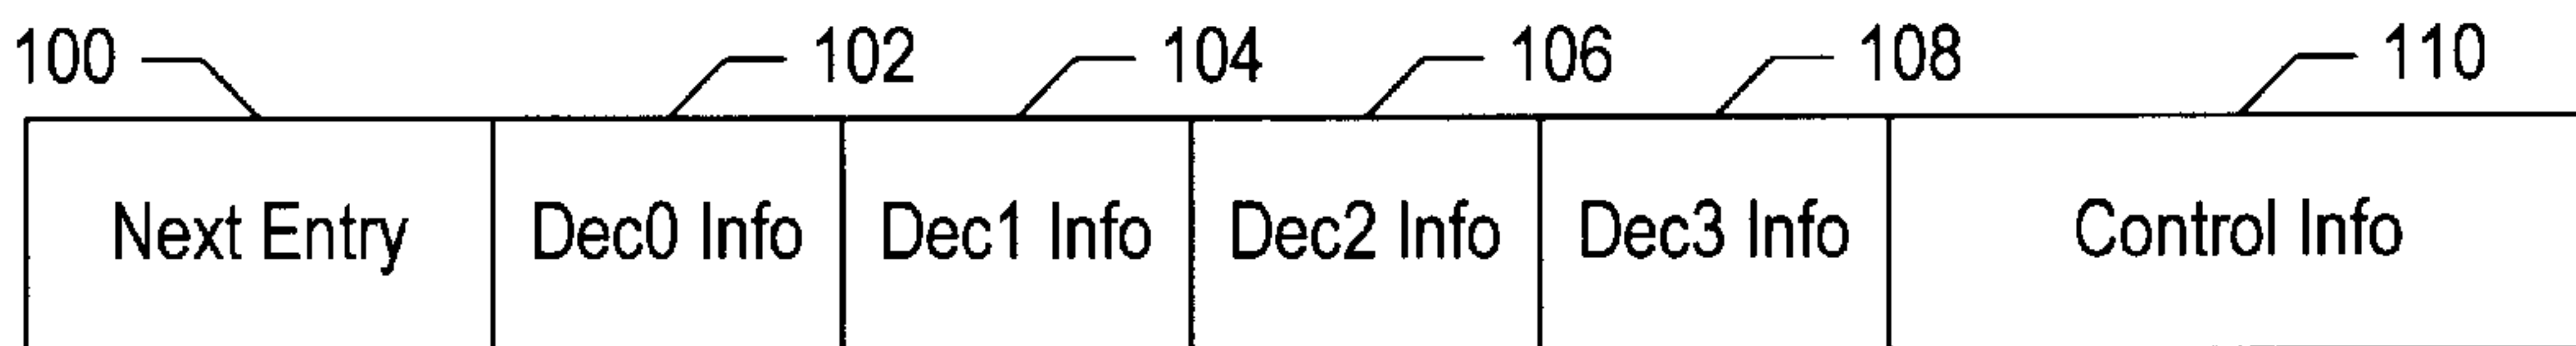 100 102 104 106 108 110
Next Entry Dec0 Info Dec1 Info Dec2 Info Dec3 Info Control Info